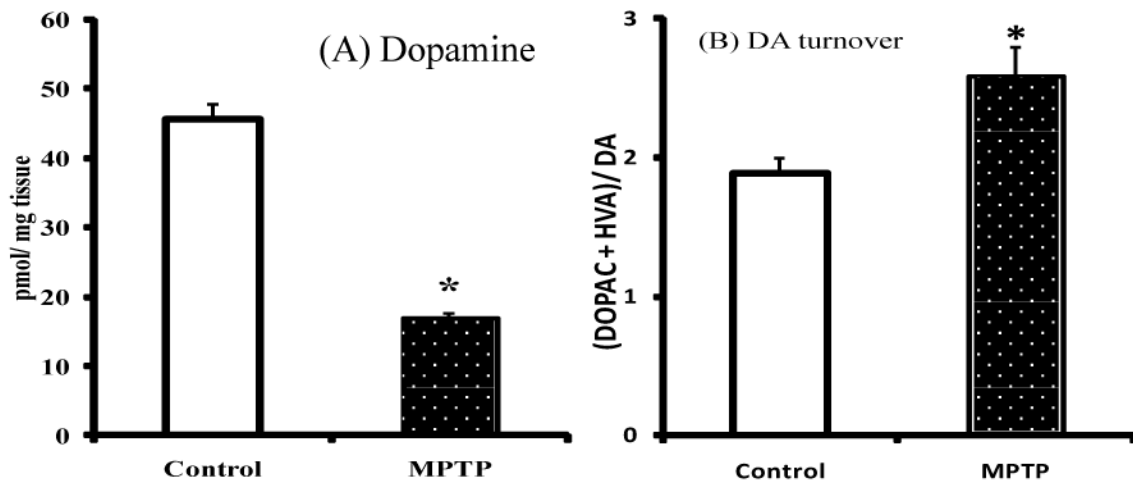 (A) Dopamine
pmol/ mg tissue
60
50
40
30
20
10
0
*
Control
MPTP
(B) DA turnover
(DOPAC + HVA)/ DA
3
2
1
0
*
Control
MPTP